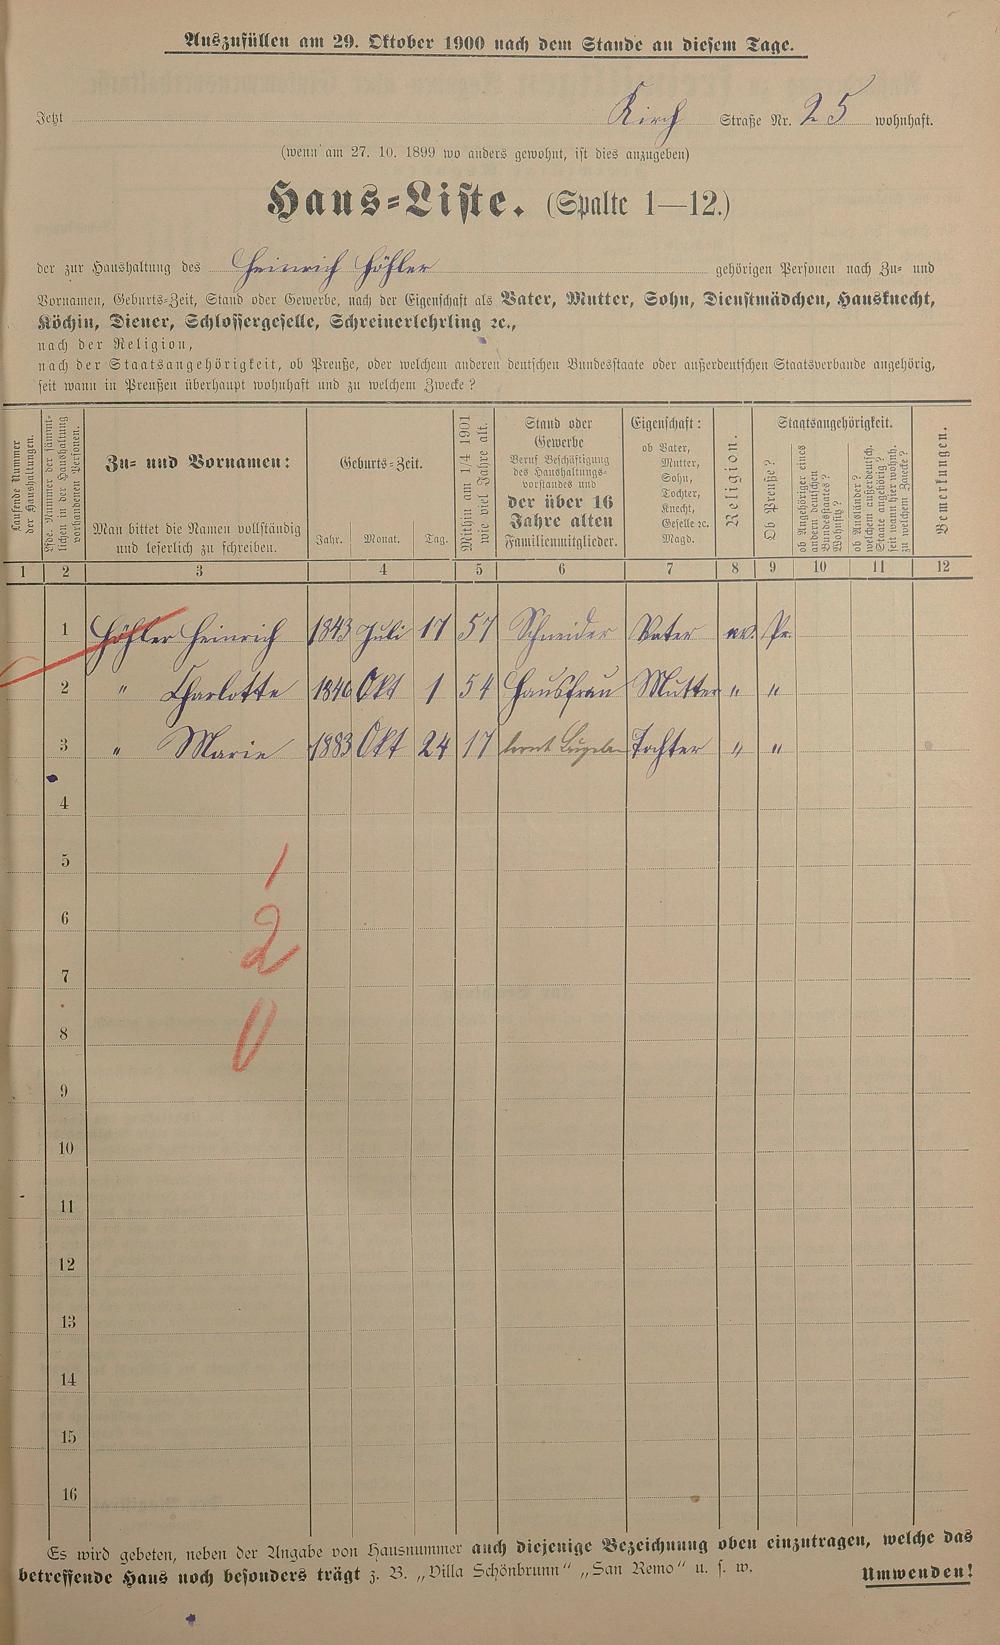 Auszufüllen am 29. Oktober 1900 nach dem Stande an diesem Tage.
Jetzt Kirch Straße Nr. 25 wohnhaft.
(wenn am 27. 10. 1899 wo anders gewohnt, ist dies anzugeben)
Haus-Liste. (Spalte 1—12.)
der zur Haushaltung des Heinrich Höhler gehörigen Personen nach Zu- und
Vornamen, Geburts-Zeit, Stand oder Gewerbe, nach der Eigenschaft als Vater, Mutter, Sohn, Dienstmädchen, Hausknecht,
Köchin, Diener, Schlossergeselle, Schreinerlehrling ꝛc.,
nach der Religion,
nach der Staatsangehörigkeit, ob Preuße, oder welchem anderen deutschen Bundesstaate oder außerdeutschen Staatsverbande angehörig,
seit wann in Preußen überhaupt wohnhaft und zu welchem Zwecke?
Laufende Nummer
der Haushaltungen.
lfde. Nummer der sämmt-
lichen in der Haushaltung
vorhandenen Personen.
Zu- und Vornamen:
Man bittet die Namen vollständig
und leserlich zu schreiben.
Geburts-Zeit.
Jahr. Monat. Tag.
Mithin am 1/4 1901
wie viel Jahre alt.
Stand oder
Gewerbe
Beruf Beschäftigung
des Haushaltungs-
vorstandes und
der über 16
Jahre alten
Familienmitglieder.
Eigenschaft:
ob Vater,
Mutter,
Sohn,
Tochter,
Knecht,
Geselle ꝛc.
Magd.
Religion.
Staatsangehörigkeit.
Ob Preuße?
ob Angehöriger eines
andern deutschen
Bundesstaates?
Wohnsitz?
ob Ausländer?
welchem außerdeutsch.
Staate angehörig?
seit wann hier wohnh.
zu welchem Zwecke?
Bemerkungen.
1 2 3 4 5 6 7 8 9 10 11 12
1 Höhler Heinrich 1843 Juli 17 57 Schneider Vater ev. Pr.
2 " Charlotte 1846 Okt 1 54 Hausfrau Mutter " "
3 " Marie 1883 Okt 24 17 lernt Bügeln Tochter " "
4
5
1
6
2
7
8
0
9
10
11
12
13
14
15
16
Es wird gebeten, neben der Angabe von Hausnummer auch diejenige Bezeichnung oben einzutragen, welche das
betreffende Haus noch besonders trägt z. B. „Villa Schönbrunn" „San Remo" u. s. w. Umwenden!